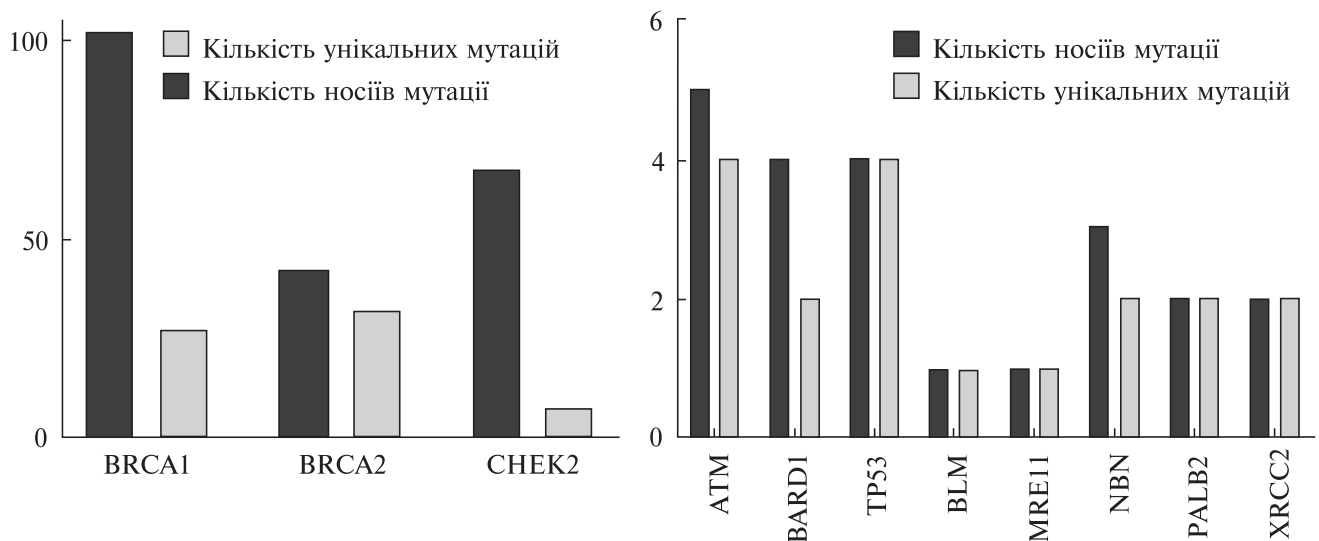 100
50
0
Кількість унікальних мутацій
Кількість носіїв мутації
BRCA1
BRCA2
CHEK2
6
4
2
0
Кількість носіїв мутації
Кількість унікальних мутацій
ATM
BARD1
TP53
BLM
MRE11
NBN
PALB2
XRCC2